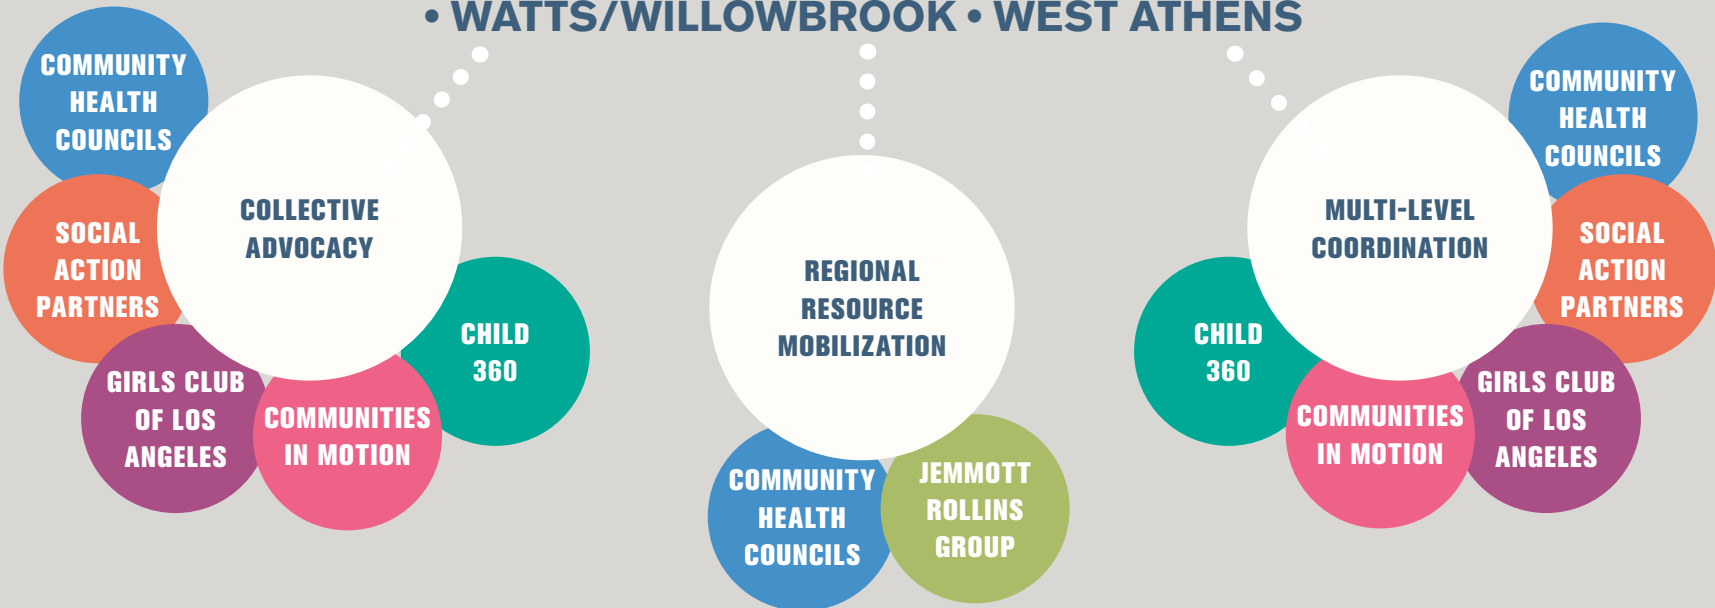 • WATTS/WILLOWBROOK • WEST ATHENS
COMMUNITY
HEALTH
COUNCILS
SOCIAL
ACTION
PARTNERS
GIRLS CLUB
OF LOS
ANGELES
COMMUNITIES
IN MOTION
CHILD
360
COLLECTIVE
ADVOCACY
REGIONAL
RESOURCE
MOBILIZATION
COMMUNITY
HEALTH
COUNCILS
JEMMOTT
ROLLINS
GROUP
MULTI-LEVEL
COORDINATION
CHILD
360
COMMUNITIES
IN MOTION
GIRLS CLUB
OF LOS
ANGELES
SOCIAL
ACTION
PARTNERS
COMMUNITY
HEALTH
COUNCILS